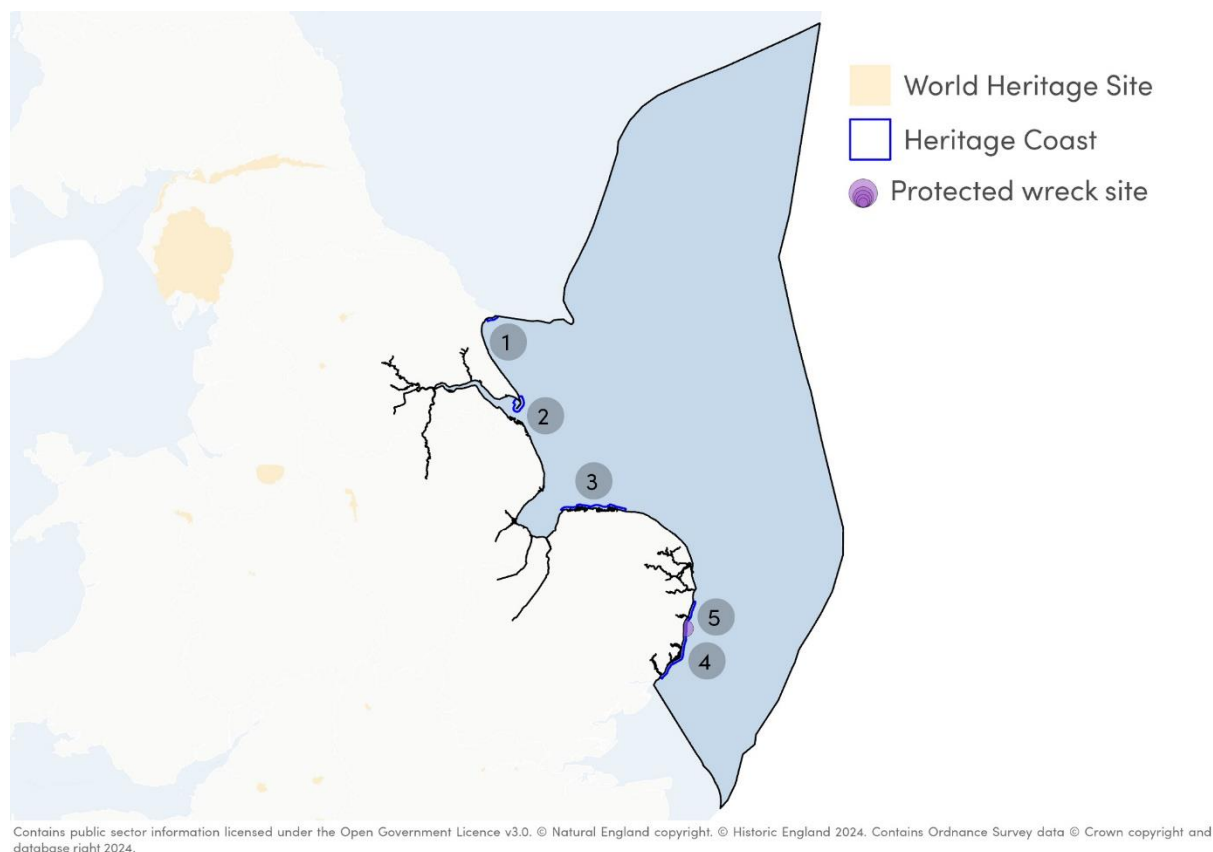 World Heritage Site
Heritage Coast
Protected wreck site
1
2
3
5
4
Contains public sector information licensed under the Open Government Licence v3.0. © Natural England copyright. © Historic England 2024. Contains Ordnance Survey data © Crown copyright and
database right 2024.